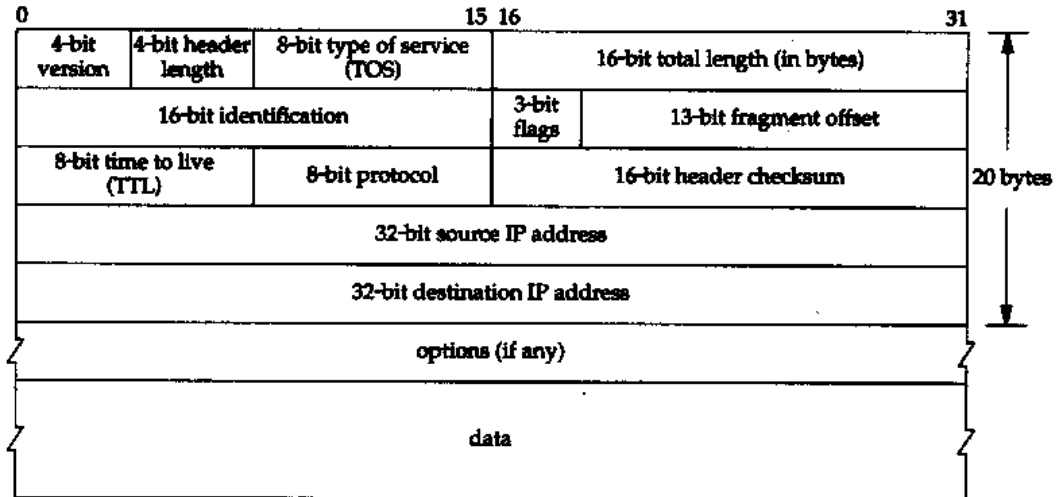 0 15 16 31
4-bit version
4-bit header length
8-bit type of service (TOS)
16-bit total length (in bytes)
16-bit identification
3-bit flags
13-bit fragment offset
8-bit time to live (TTL)
8-bit protocol
16-bit header checksum
20 bytes
32-bit source IP address
32-bit destination IP address
options (if any)
data